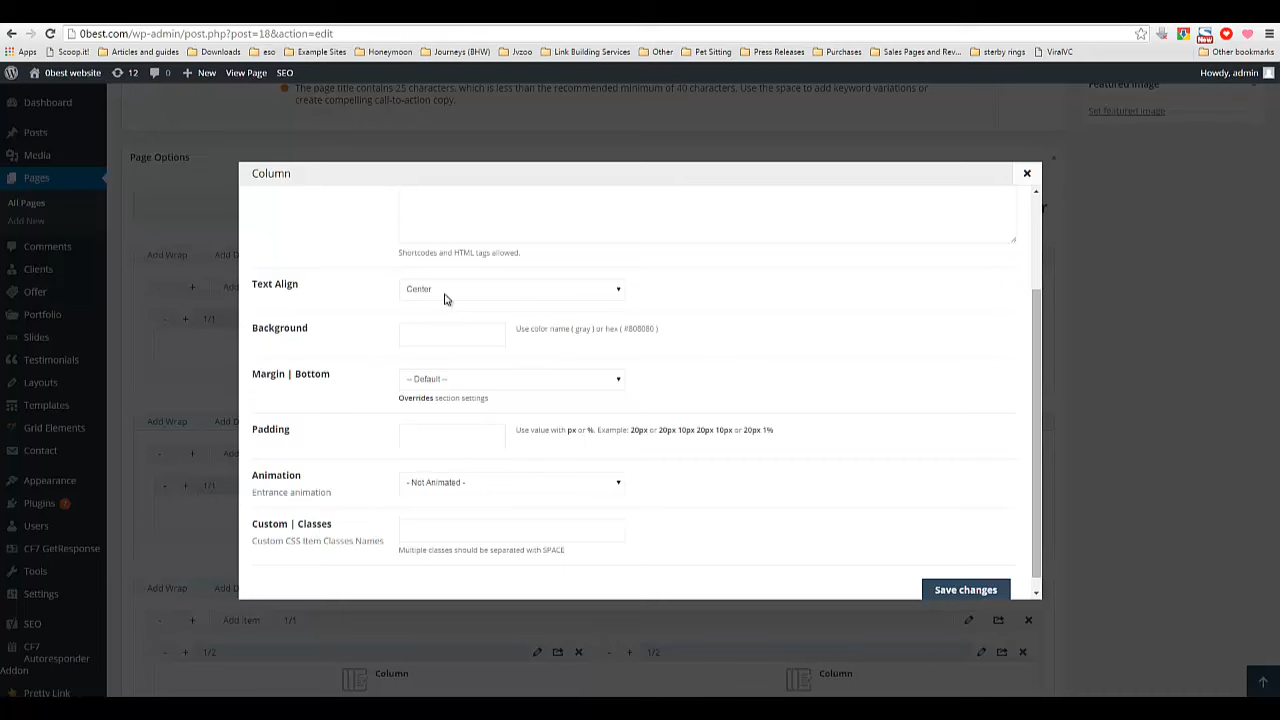 0best.com/wp-admin/post.php?post=18&action=edit
Apps Scoop.it! Articles and guides Downloads eso Example Sites Honeymoon Journeys (BHW) Jvzoo Link Building Services Other Pet Sitting Press Releases Purchases Sales Pages and Rev... sterby rings ViralVC Other bookmarks
New
0best website 12 0 New View Page SEO Howdy, admin
The page title contains 25 characters, which is less than the recommended minimum of 40 characters. Use the space to add keyword variations or
create compelling call-to-action copy.
Featured Image
Set featured image
Dashboard
Posts
Media
Pages
All Pages
Add New
Comments
Clients
Offer
Portfolio
Slides
Testimonials
Layouts
Templates
Grid Elements
Contact
Appearance
Plugins 7
Users
CF7 GetResponse
Tools
Settings
SEO
CF7
Autoresponder
Addon
Pretty Link
Page Options
Column
Shortcodes and HTML tags allowed.
Text Align Center
Background Use color name ( gray ) or hex ( #808080 )
Margin | Bottom -- Default --
Overrides section settings
Padding Use value with px or %. Example: 20px or 20px 10px 20px 10px or 20px 1%
Animation - Not Animated -
Entrance animation
Custom | Classes
Custom CSS Item Classes Names
Multiple classes should be separated with SPACE
Save changes
Add Wrap Add D
+ Add
- + 1/1
Add Wrap Add D
- + Add
- + 1/1
Add Wrap Add D
- + Add Item 1/1
- + 1/2 - + 1/2
Column Column